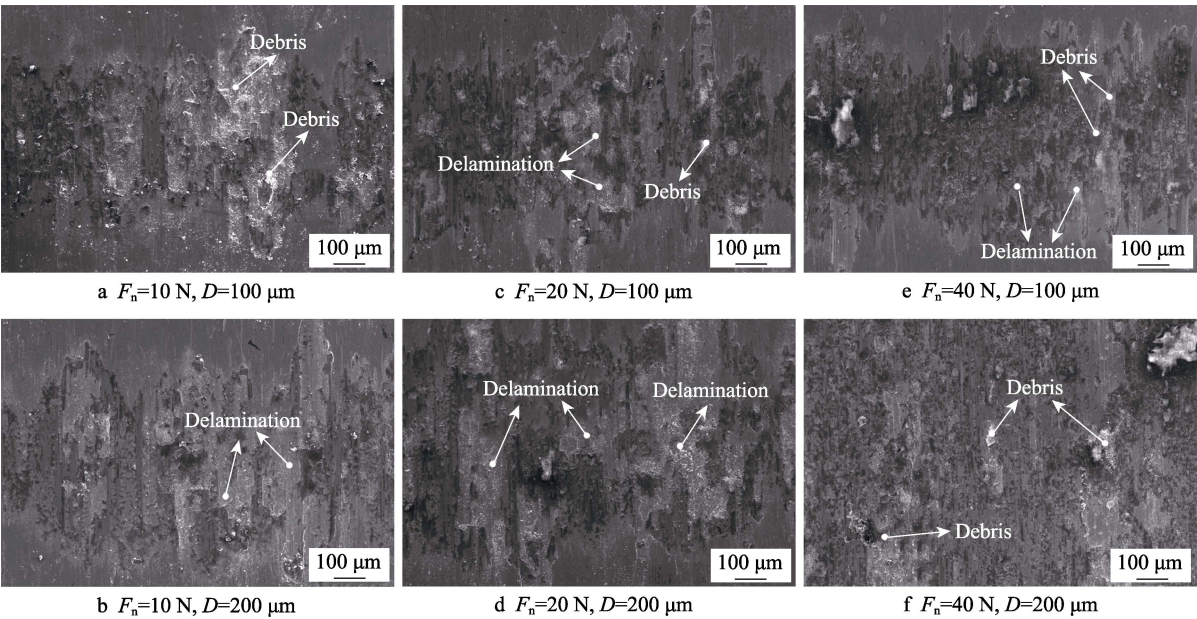 Debris
Debris
100 μm
a Fn=10 N, D=100 μm
Delamination
Debris
100 μm
c Fn=20 N, D=100 μm
Debris
Delamination
100 μm
e Fn=40 N, D=100 μm
Delamination
100 μm
b Fn=10 N, D=200 μm
Delamination
Delamination
100 μm
d Fn=20 N, D=200 μm
Debris
Debris
100 μm
f Fn=40 N, D=200 μm